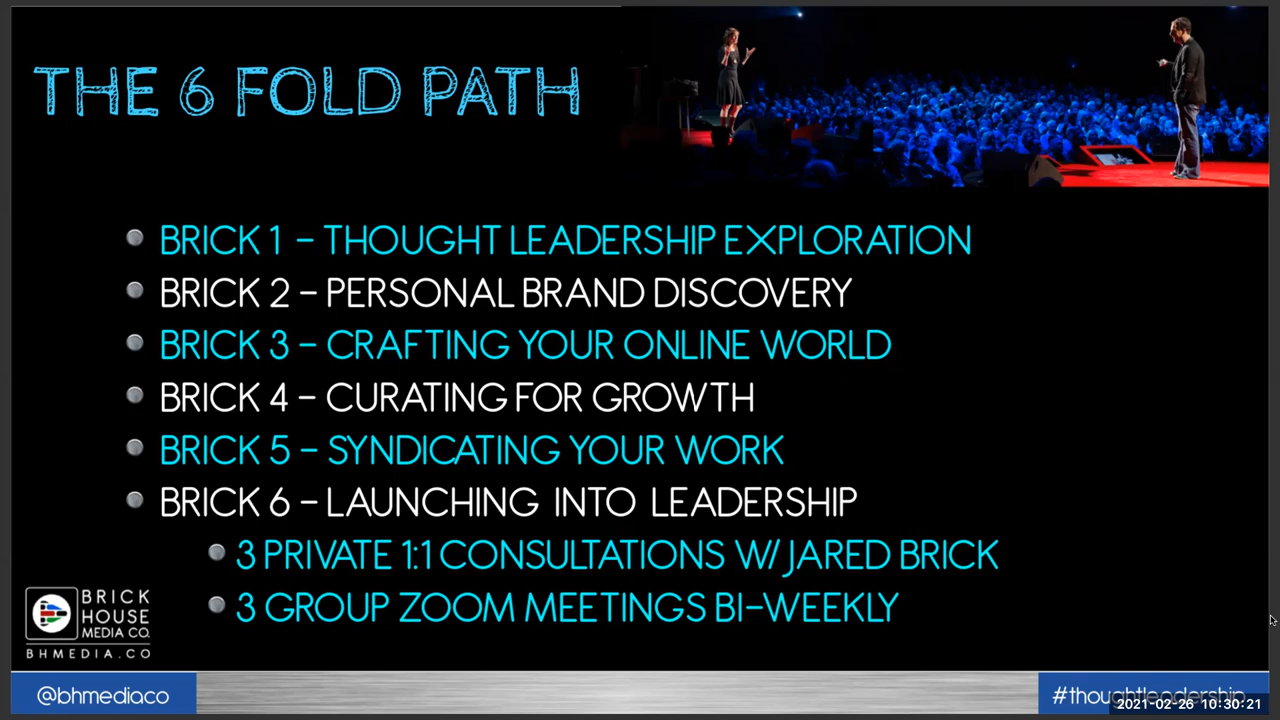 THE 6 FOLD PATH
BRICK 1 – THOUGHT LEADERSHIP EXPLORATION
BRICK 2 – PERSONAL BRAND DISCOVERY
BRICK 3 – CRAFTING YOUR ONLINE WORLD
BRICK 4 – CURATING FOR GROWTH
BRICK 5 – SYNDICATING YOUR WORK
BRICK 6 – LAUNCHING INTO LEADERSHIP
3 PRIVATE 1:1 CONSULTATIONS W/ JARED BRICK
3 GROUP ZOOM MEETINGS BI-WEEKLY
BRICK
HOUSE
MEDIA CO.
BHMEDIA.CO
@bhmediaco
#thoughtleadership
2021-02-26 10:30:21